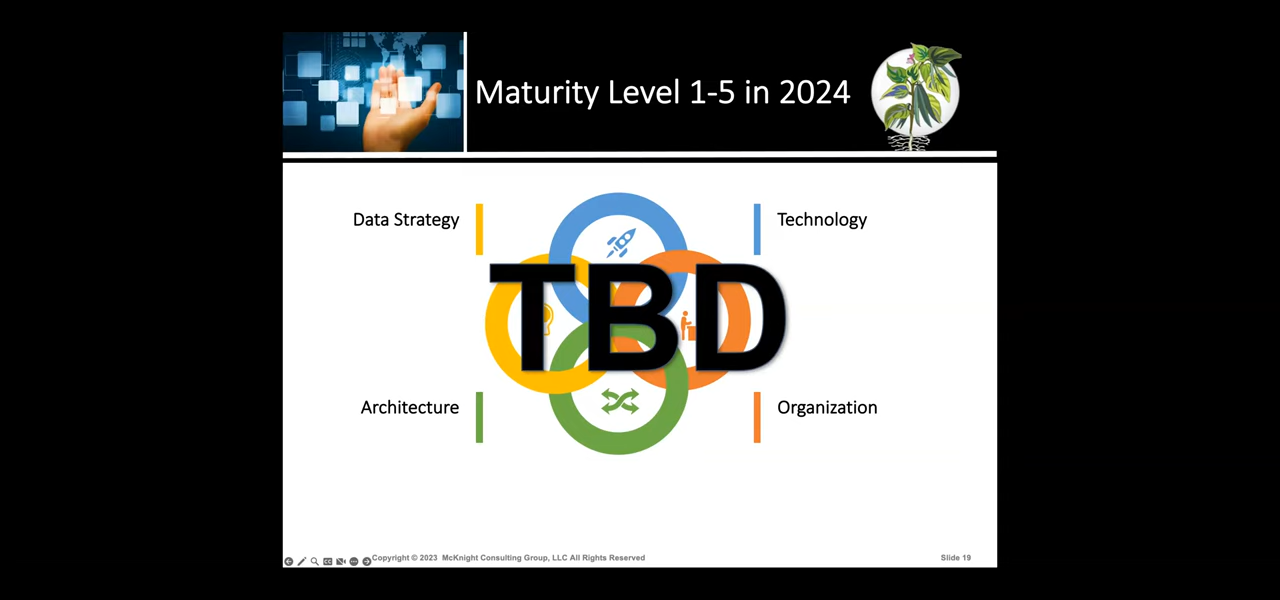 Maturity Level 1-5 in 2024
Data Strategy
Technology
TBD
Architecture
Organization
Copyright © 2023 McKnight Consulting Group, LLC All Rights Reserved
Slide 19